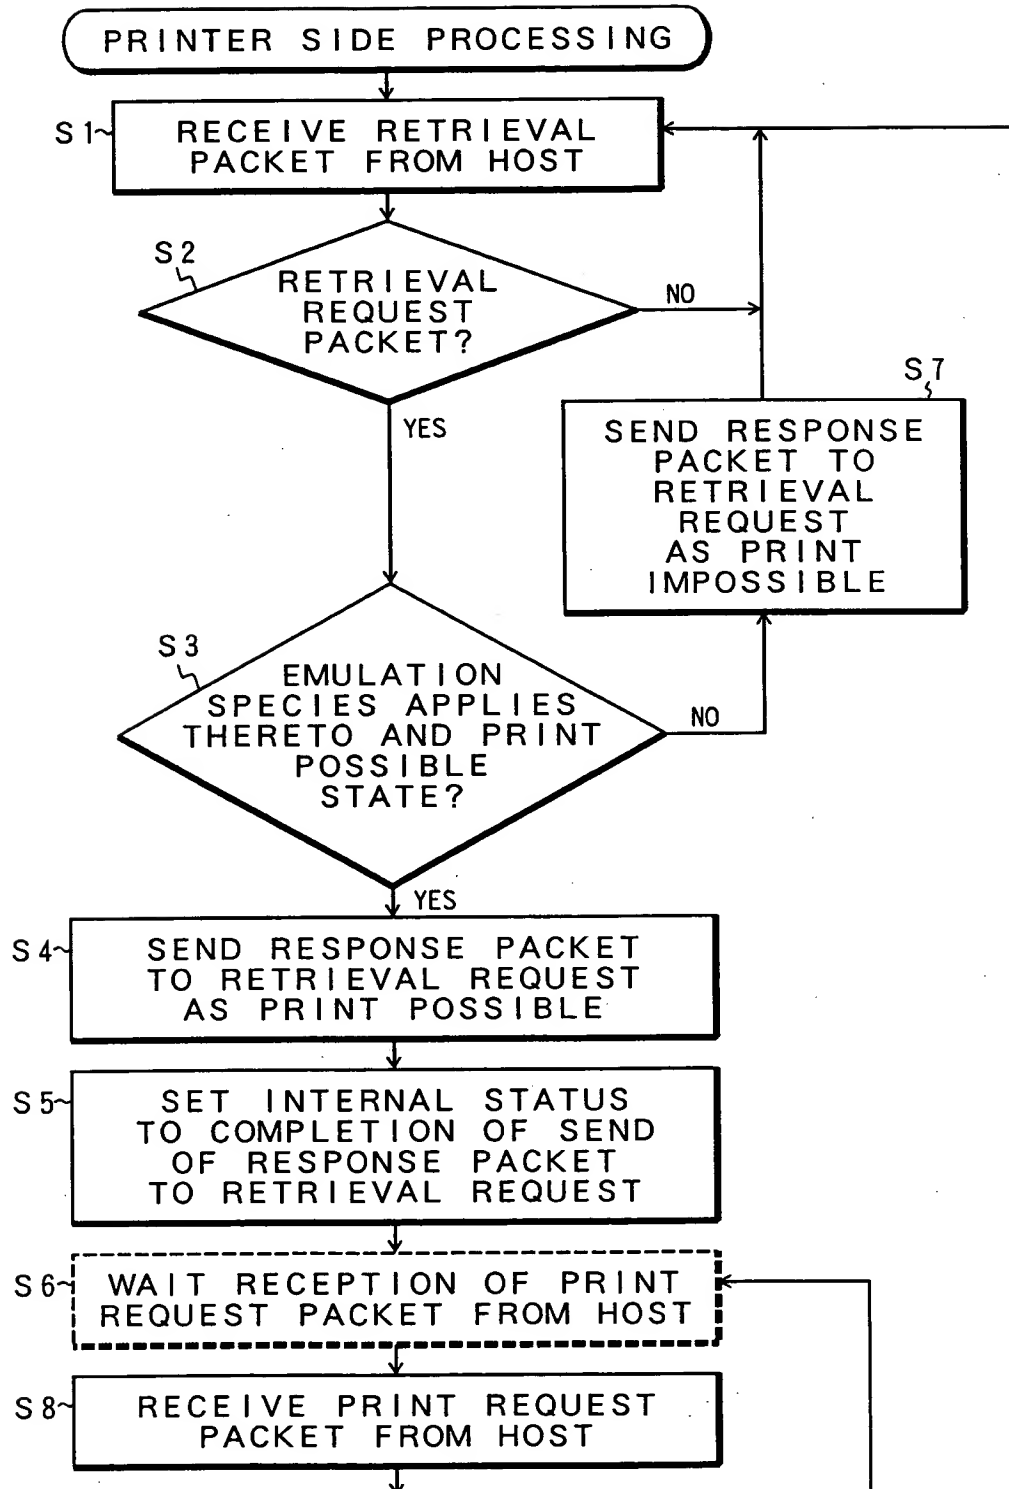 PRINTER SIDE PROCESSING
S1
RECEIVE RETRIEVAL
PACKET FROM HOST
S2
RETRIEVAL
REQUEST
PACKET?
NO
YES
S7
SEND RESPONSE
PACKET TO
RETRIEVAL
REQUEST
AS PRINT
IMPOSSIBLE
S3
EMULATION
SPECIES APPLIES
THERETO AND PRINT
POSSIBLE
STATE?
NO
YES
S4
SEND RESPONSE PACKET
TO RETRIEVAL REQUEST
AS PRINT POSSIBLE
S5
SET INTERNAL STATUS
TO COMPLETION OF SEND
OF RESPONSE PACKET
TO RETRIEVAL REQUEST
S6
WAIT RECEPTION OF PRINT
REQUEST PACKET FROM HOST
S8
RECEIVE PRINT REQUEST
PACKET FROM HOST